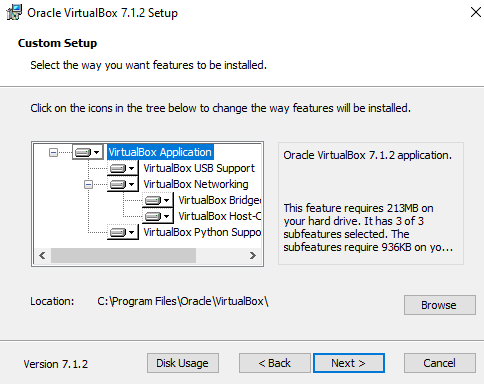 Oracle VirtualBox 7.1.2 Setup
Custom Setup
Select the way you want features to be installed.
Click on the icons in the tree below to change the way features will be installed.
VirtualBox Application
VirtualBox USB Support
VirtualBox Networking
VirtualBox Bridge
VirtualBox Host-O
VirtualBox Python Suppo
Oracle VirtualBox 7.1.2 application.
This feature requires 213MB on
your hard drive. It has 3 of 3
subfeatures selected. The
subfeatures require 936KB on yo...
Location:
C:\Program Files\Oracle\VirtualBox\
Browse
Version 7.1.2
Disk Usage
< Back
Next >
Cancel